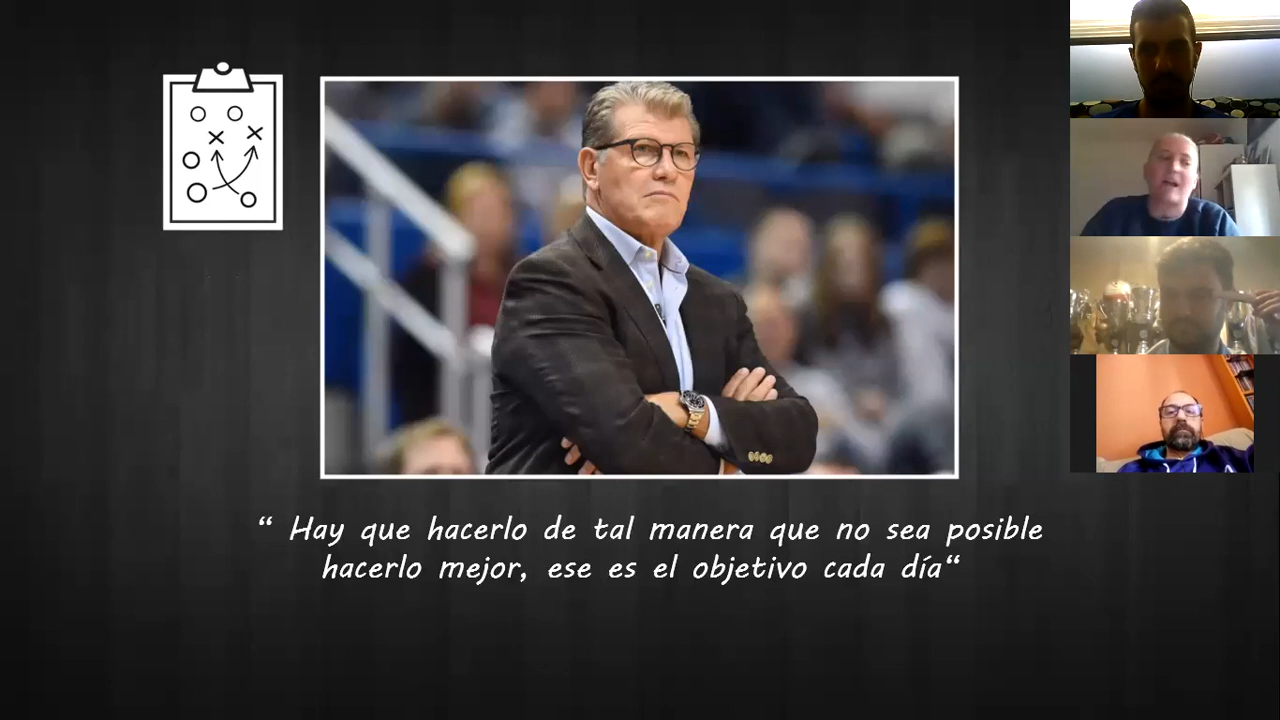 “ Hay que hacerlo de tal manera que no sea posible
hacerlo mejor, ese es el objetivo cada día“